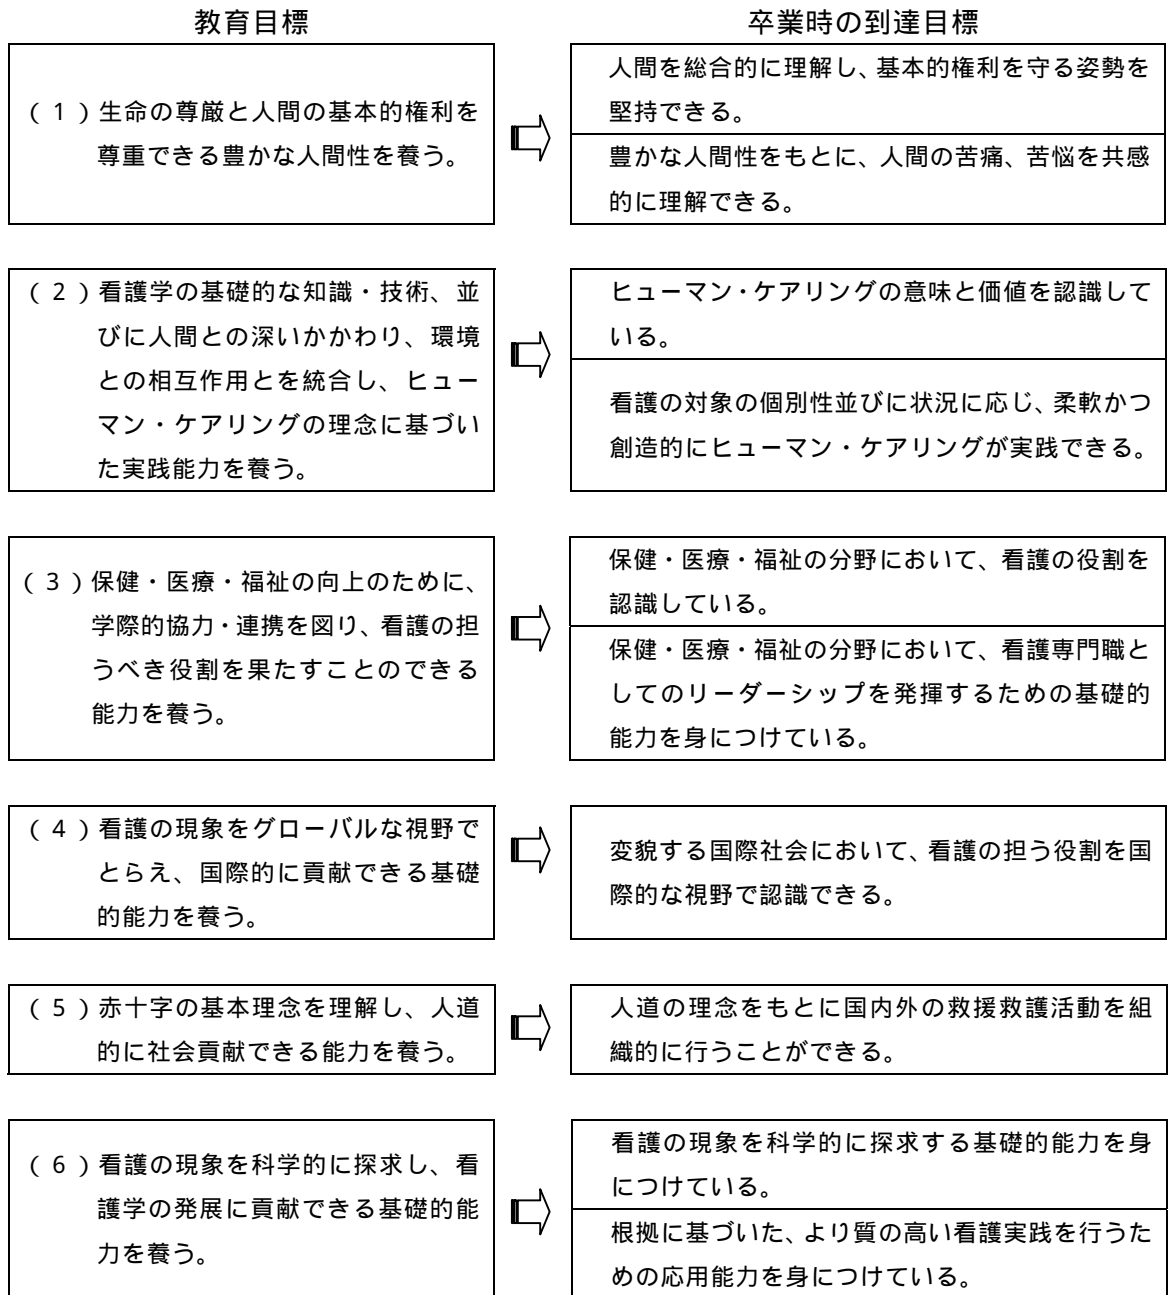 教育目標
卒業時の到達目標
(1)生命の尊厳と人間の基本的権利を
尊重できる豊かな人間性を養う。
人間を総合的に理解し、基本的権利を守る姿勢を
堅持できる。
豊かな人間性をもとに、人間の苦痛、苦悩を共感
的に理解できる。
(2)看護学の基礎的な知識・技術、並
びに人間との深いかかわり、環境
との相互作用とを統合し、ヒュー
マン・ケアリングの理念に基づい
た実践能力を養う。
ヒューマン・ケアリングの意味と価値を認識して
いる。
看護の対象の個別性並びに状況に応じ、柔軟かつ
創造的にヒューマン・ケアリングが実践できる。
(3)保健・医療・福祉の向上のために、
学際的協力・連携を図り、看護の担
うべき役割を果たすことのできる
能力を養う。
保健・医療・福祉の分野において、看護の役割を
認識している。
保健・医療・福祉の分野において、看護専門職と
してのリーダーシップを発揮するための基礎的
能力を身につけている。
(4)看護の現象をグローバルな視野で
とらえ、国際的に貢献できる基礎
的能力を養う。
変貌する国際社会において、看護の担う役割を国
際的な視野で認識できる。
(5)赤十字の基本理念を理解し、人道
的に社会貢献できる能力を養う。
人道の理念をもとに国内外の救援救護活動を組
織的に行うことができる。
(6)看護の現象を科学的に探求し、看
護学の発展に貢献できる基礎的能
力を養う。
看護の現象を科学的に探求する基礎的能力を身
につけている。
根拠に基づいた、より質の高い看護実践を行うた
めの応用能力を身につけている。